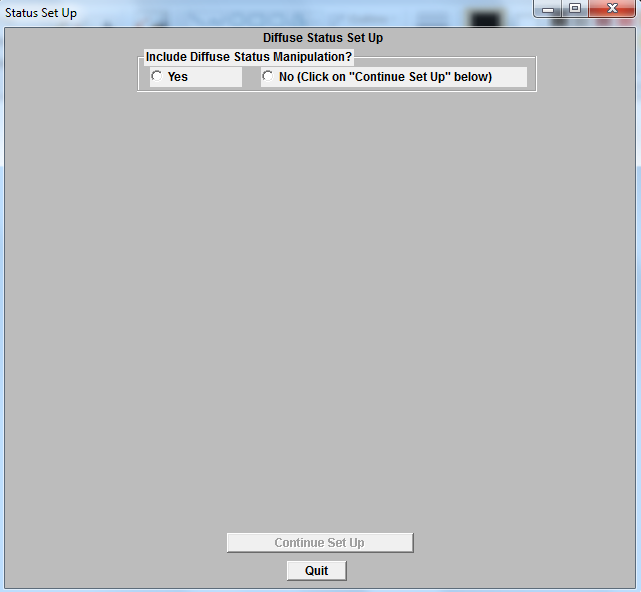 Status Set Up
Diffuse Status Set Up
Include Diffuse Status Manipulation?
Yes
No (Click on "Continue Set Up" below)
Continue Set Up
Quit